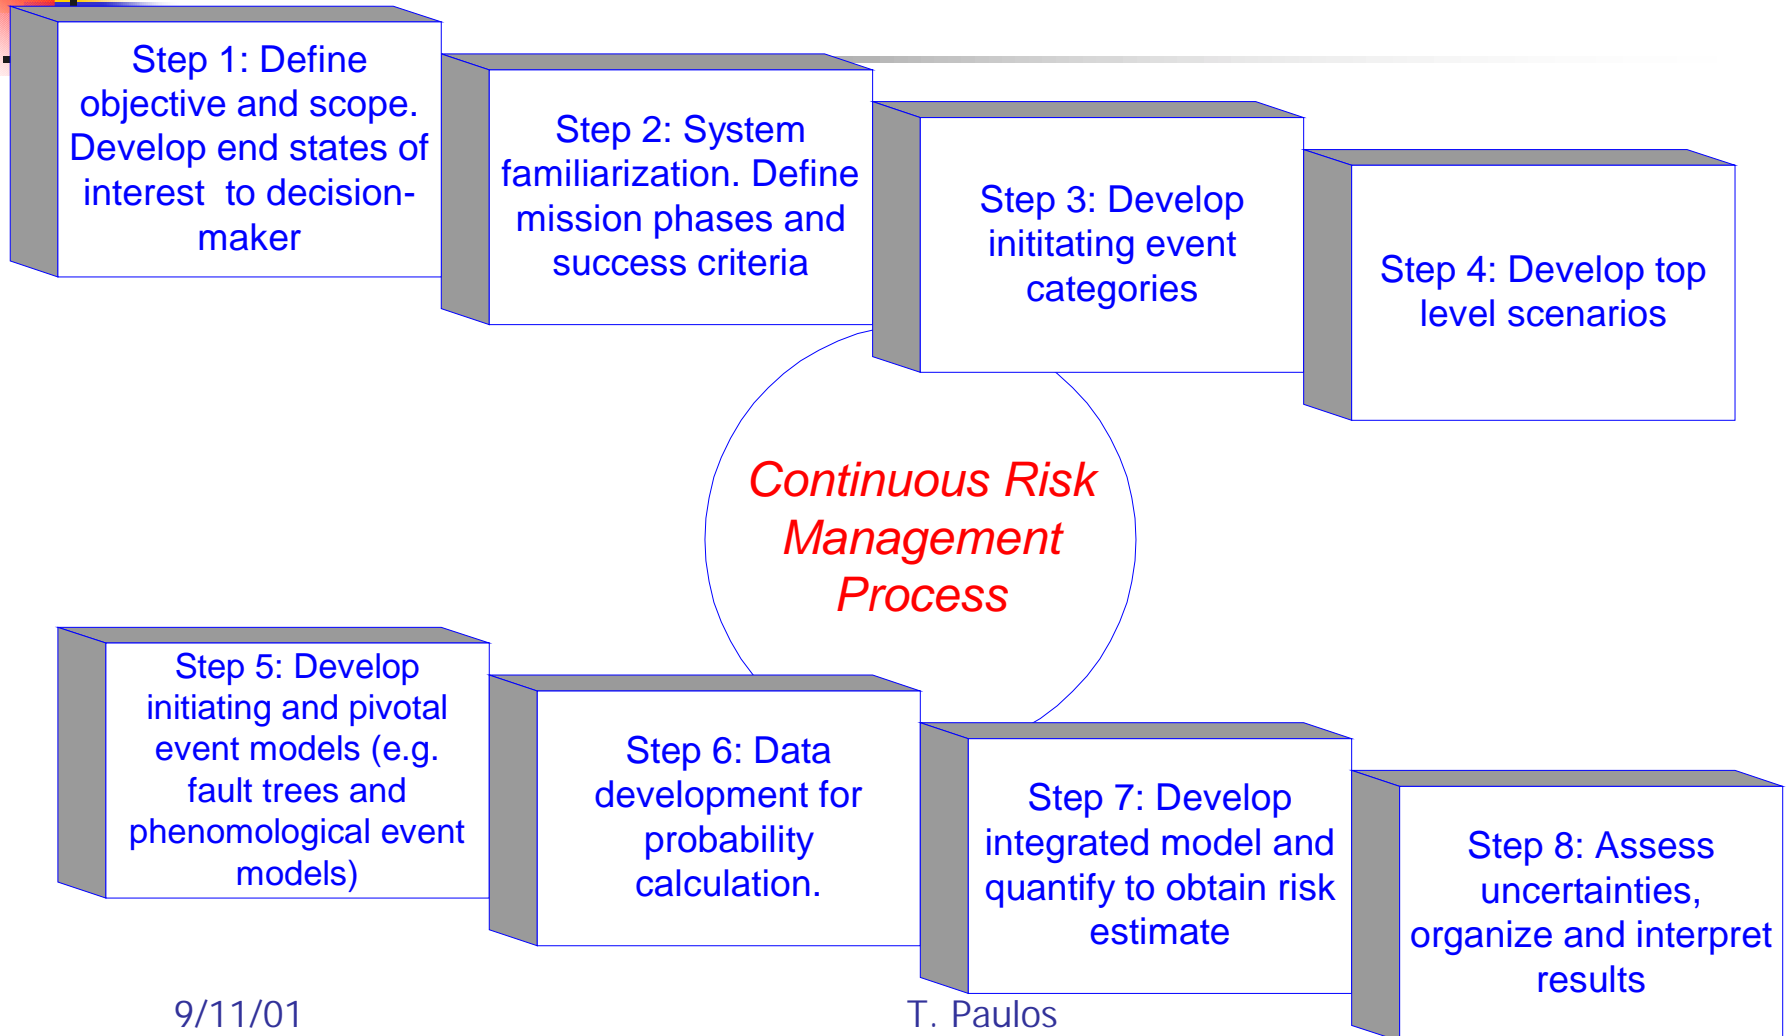 Step 1: Define
objective and scope.
Develop end states of
interest to decision-
maker
Step 2: System
familiarization. Define
mission phases and
success criteria
Step 3: Develop
inititating event
categories
Step 4: Develop top
level scenarios
Continuous Risk
Management
Process
Step 5: Develop
initiating and pivotal
event models (e.g.
fault trees and
phenomological event
models)
Step 6: Data
development for
probability
calculation.
Step 7: Develop
integrated model and
quantify to obtain risk
estimate
Step 8: Assess
uncertainties,
organize and interpret
results
9/11/01
T. Paulos